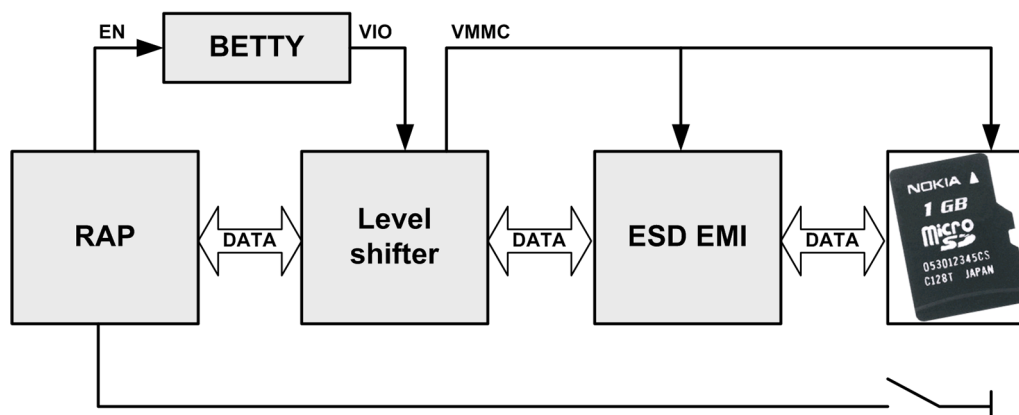 EN
BETTY
VIO
VMMC
RAP
DATA
Level
shifter
DATA
ESD EMI
DATA
NOKIA
1 GB
Micro
SD
053012345CS
C128T JAPAN